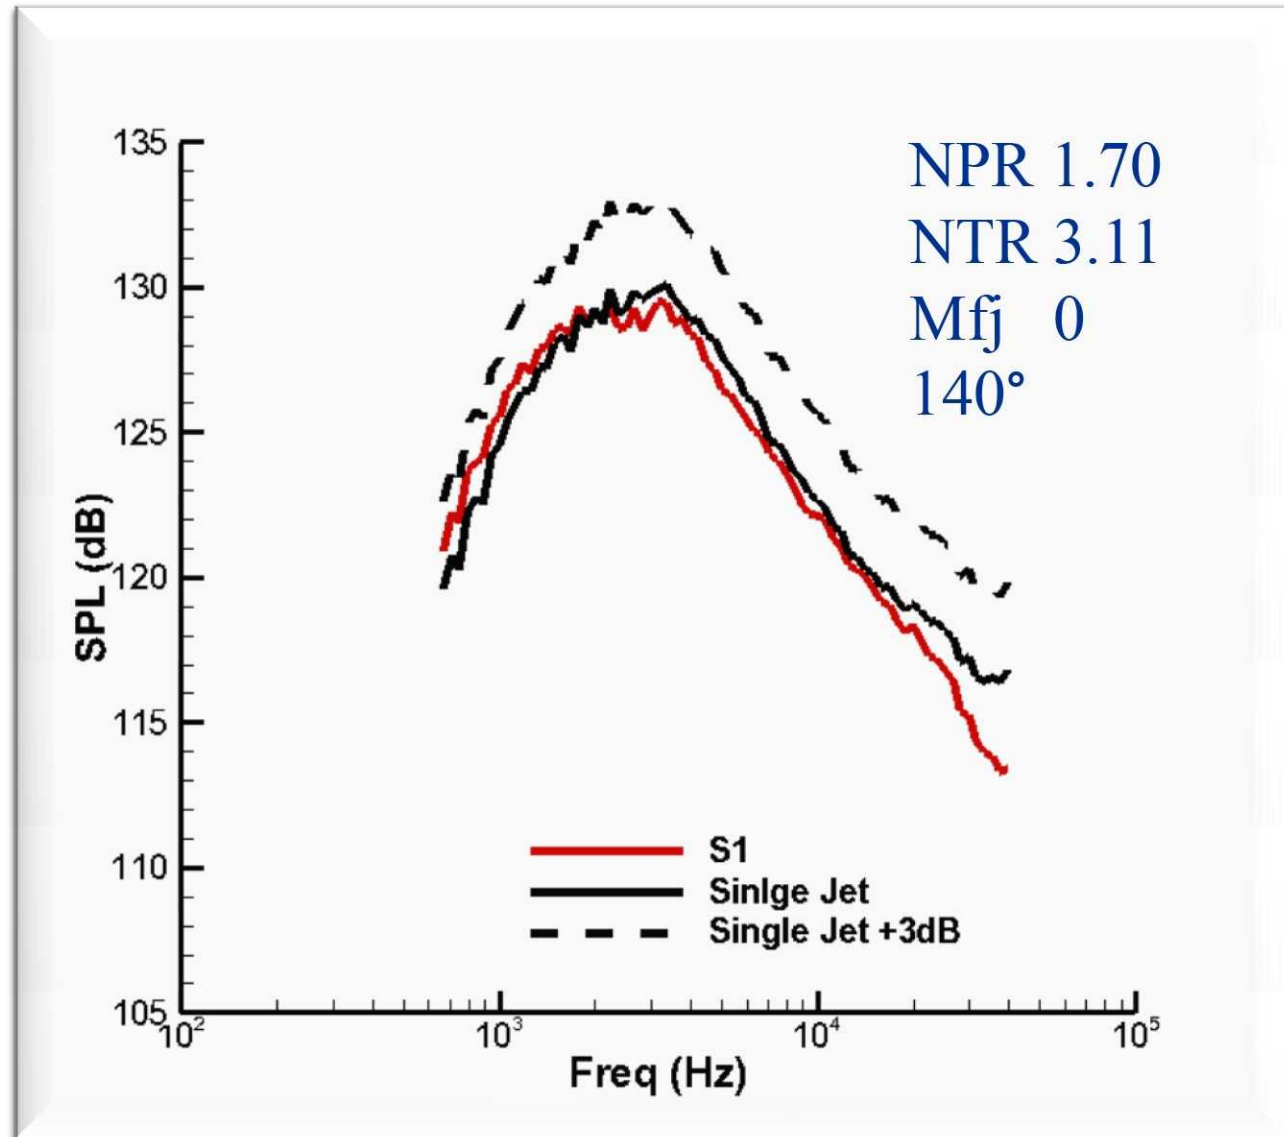 NPR 1.70
NTR 3.11
Mfj 0
140°
135
130
125
120
115
110
105
SPL (dB)
S1
Sinlge Jet
Single Jet +3dB
10²
10³
10⁴
10⁵
Freq (Hz)